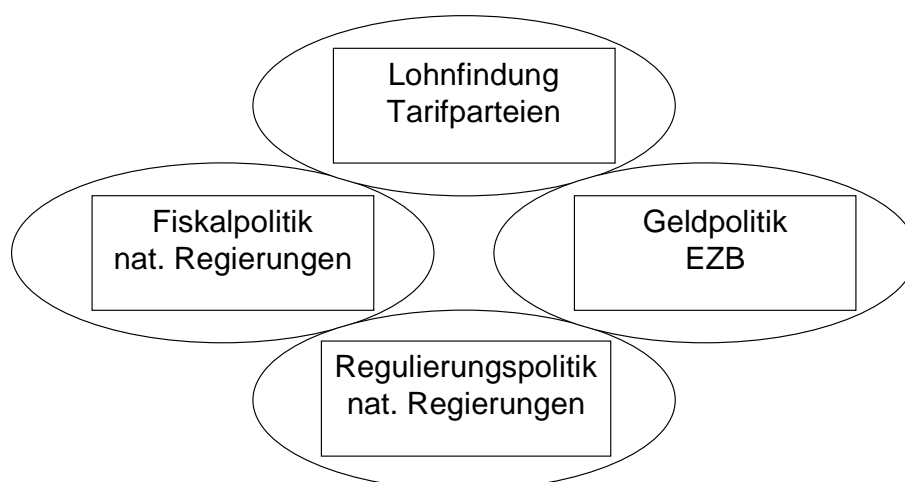 Lohnfindung
Tarifparteien
Fiskalpolitik
nat. Regierungen
Geldpolitik
EZB
Regulierungspolitik
nat. Regierungen